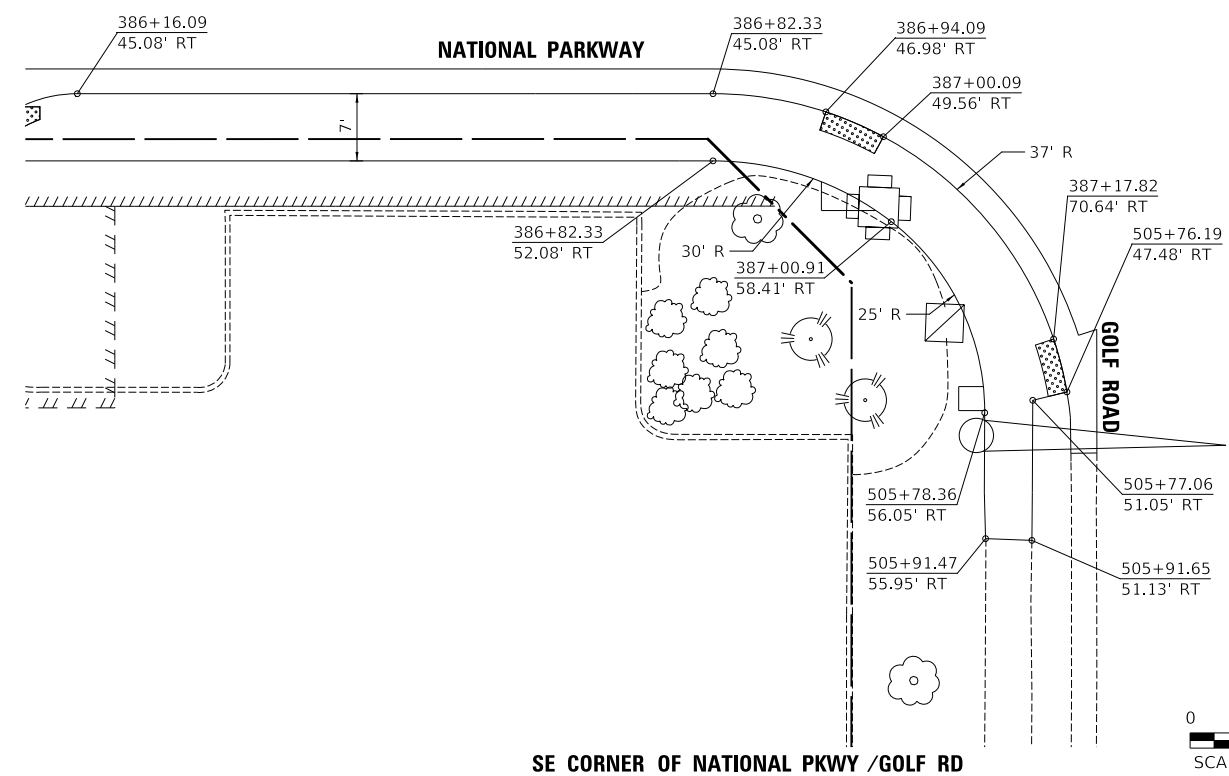 386+16.09
45.08' RT
NATIONAL PARKWAY
386+82.33
45.08' RT
386+94.09
46.98' RT
387+00.09
49.56' RT
7'
37' R
387+17.82
70.64' RT
505+76.19
47.48' RT
386+82.33
52.08' RT
30' R
387+00.91
58.41' RT
25' R
GOLF ROAD
505+78.36
56.05' RT
505+77.06
51.05' RT
505+91.47
55.95' RT
505+91.65
51.13' RT
0
SCA
SE CORNER OF NATIONAL PKWY /GOLF RD